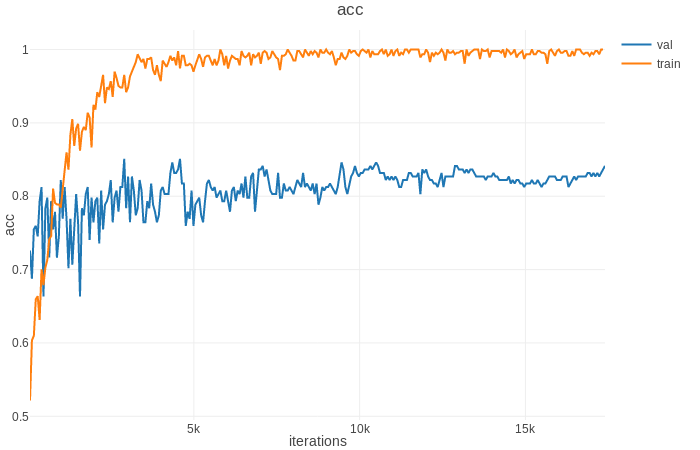 acc
val
train
1
0.9
0.8
0.7
0.6
0.5
acc
5k
10k
15k
iterations